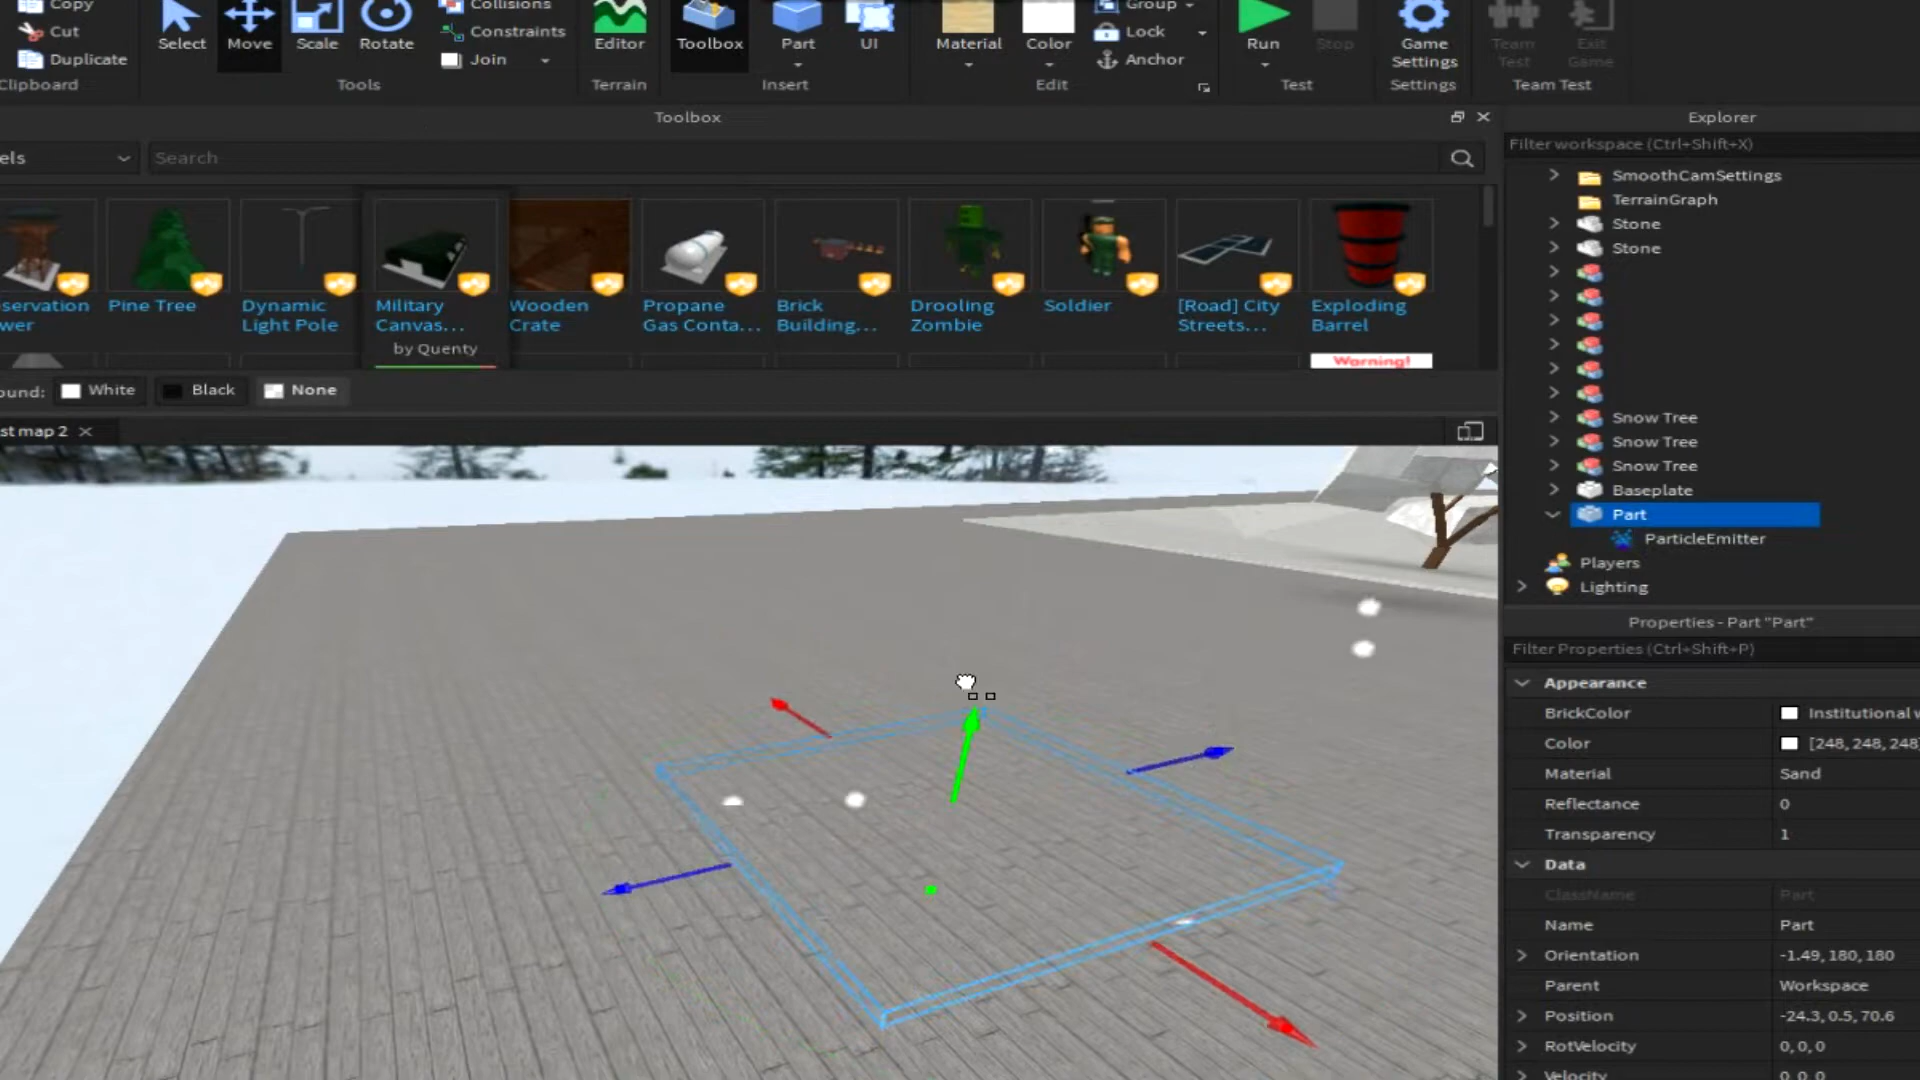 Copy
Cut
Duplicate
Clipboard
Select
Move
Scale
Rotate
Tools
Collisions
Constraints
Join
Editor
Terrain
Toolbox
Part
UI
Insert
Material
Color
Group
Lock
Anchor
Edit
Run
Stop
Test
Game
Settings
Settings
Team
Test
Exit
Game
Team Test
Toolbox
els
Search
servation
wer
Pine Tree
Dynamic
Light Pole
Military
Canvas...
by Quenty
Wooden
Crate
Propane
Gas Conta...
Brick
Building...
Drooling
Zombie
Soldier
[Road] City
Streets...
Exploding
Barrel
Warning!
ound:
White
Black
None
st map 2
Explorer
Filter workspace (Ctrl+Shift+X)
SmoothCamSettings
TerrainGraph
Stone
Stone
Snow Tree
Snow Tree
Snow Tree
Baseplate
Part
ParticleEmitter
Players
Lighting
Properties - Part "Part"
Filter Properties (Ctrl+Shift+P)
Appearance
BrickColor Institutional w
Color [248, 248, 248]
Material Sand
Reflectance 0
Transparency 1
Data
ClassName Part
Name Part
Orientation -1.49, 180, 180
Parent Workspace
Position -24.3, 0.5, 70.6
RotVelocity 0, 0, 0
Velocity 0, 0, 0